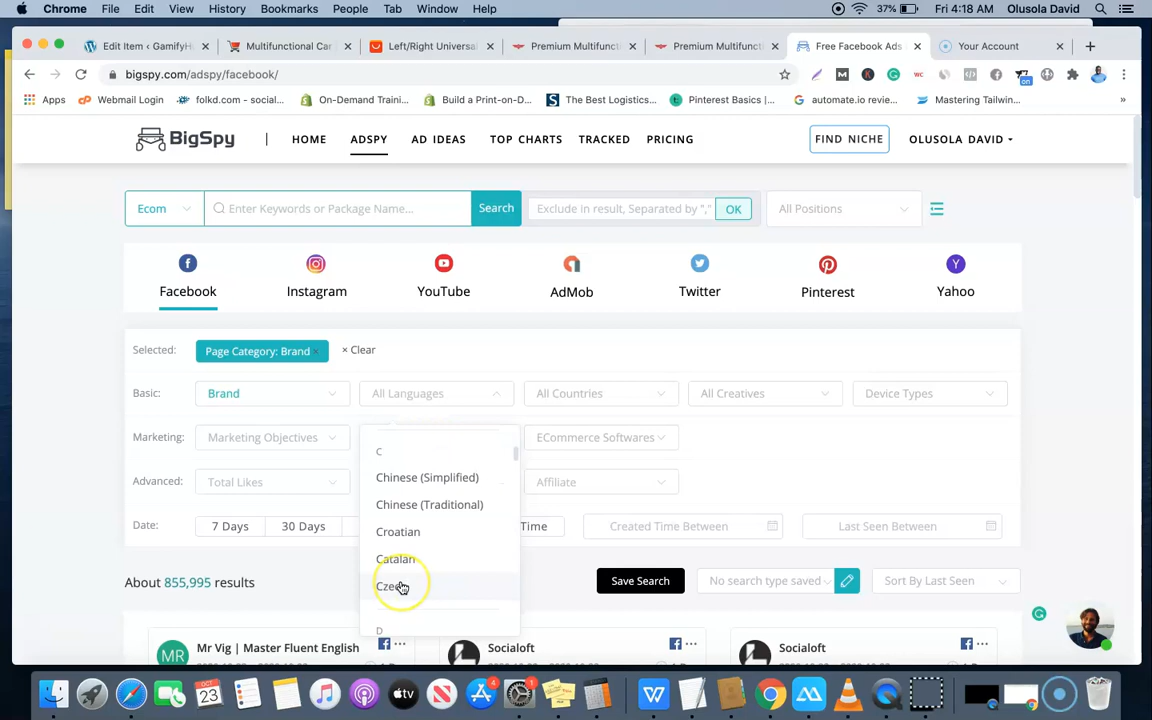 Chrome File Edit View History Bookmarks People Tab Window Help 37% Fri 4:18 AM Olusola David
Edit Item ‹ GamifyHi × Multifunctional Car × Left/Right Universal × Premium Multifunct × Premium Multifunct × Free Facebook Ads × Your Account × +
bigspy.com/adspy/facebook/
Apps Webmail Login folkd.com - social... On-Demand Traini... Build a Print-on-D... The Best Logistics... Pinterest Basics |... automate.io revie... Mastering Tailwin... »
BigSpy | HOME ADSPY AD IDEAS TOP CHARTS TRACKED PRICING FIND NICHE OLUSOLA DAVID
Ecom Enter Keywords or Package Name... Search Exclude in result, Separated by "," OK All Positions
Facebook Instagram YouTube AdMob Twitter Pinterest Yahoo
Selected: Page Category: Brand × × Clear
Basic: Brand All Languages All Countries All Creatives Device Types
Marketing: Marketing Objectives ECommerce Softwares
C
Chinese (Simplified)
Advanced: Total Likes Affiliate
Chinese (Traditional)
Date: 7 Days 30 Days Time Created Time Between Last Seen Between
Croatian
Catalan
About 855,995 results Save Search No search type saved Sort By Last Seen
D
MR Mr Vig | Master Fluent English ... Socialoft ... Socialoft ...
OCT 23 4 tv 1